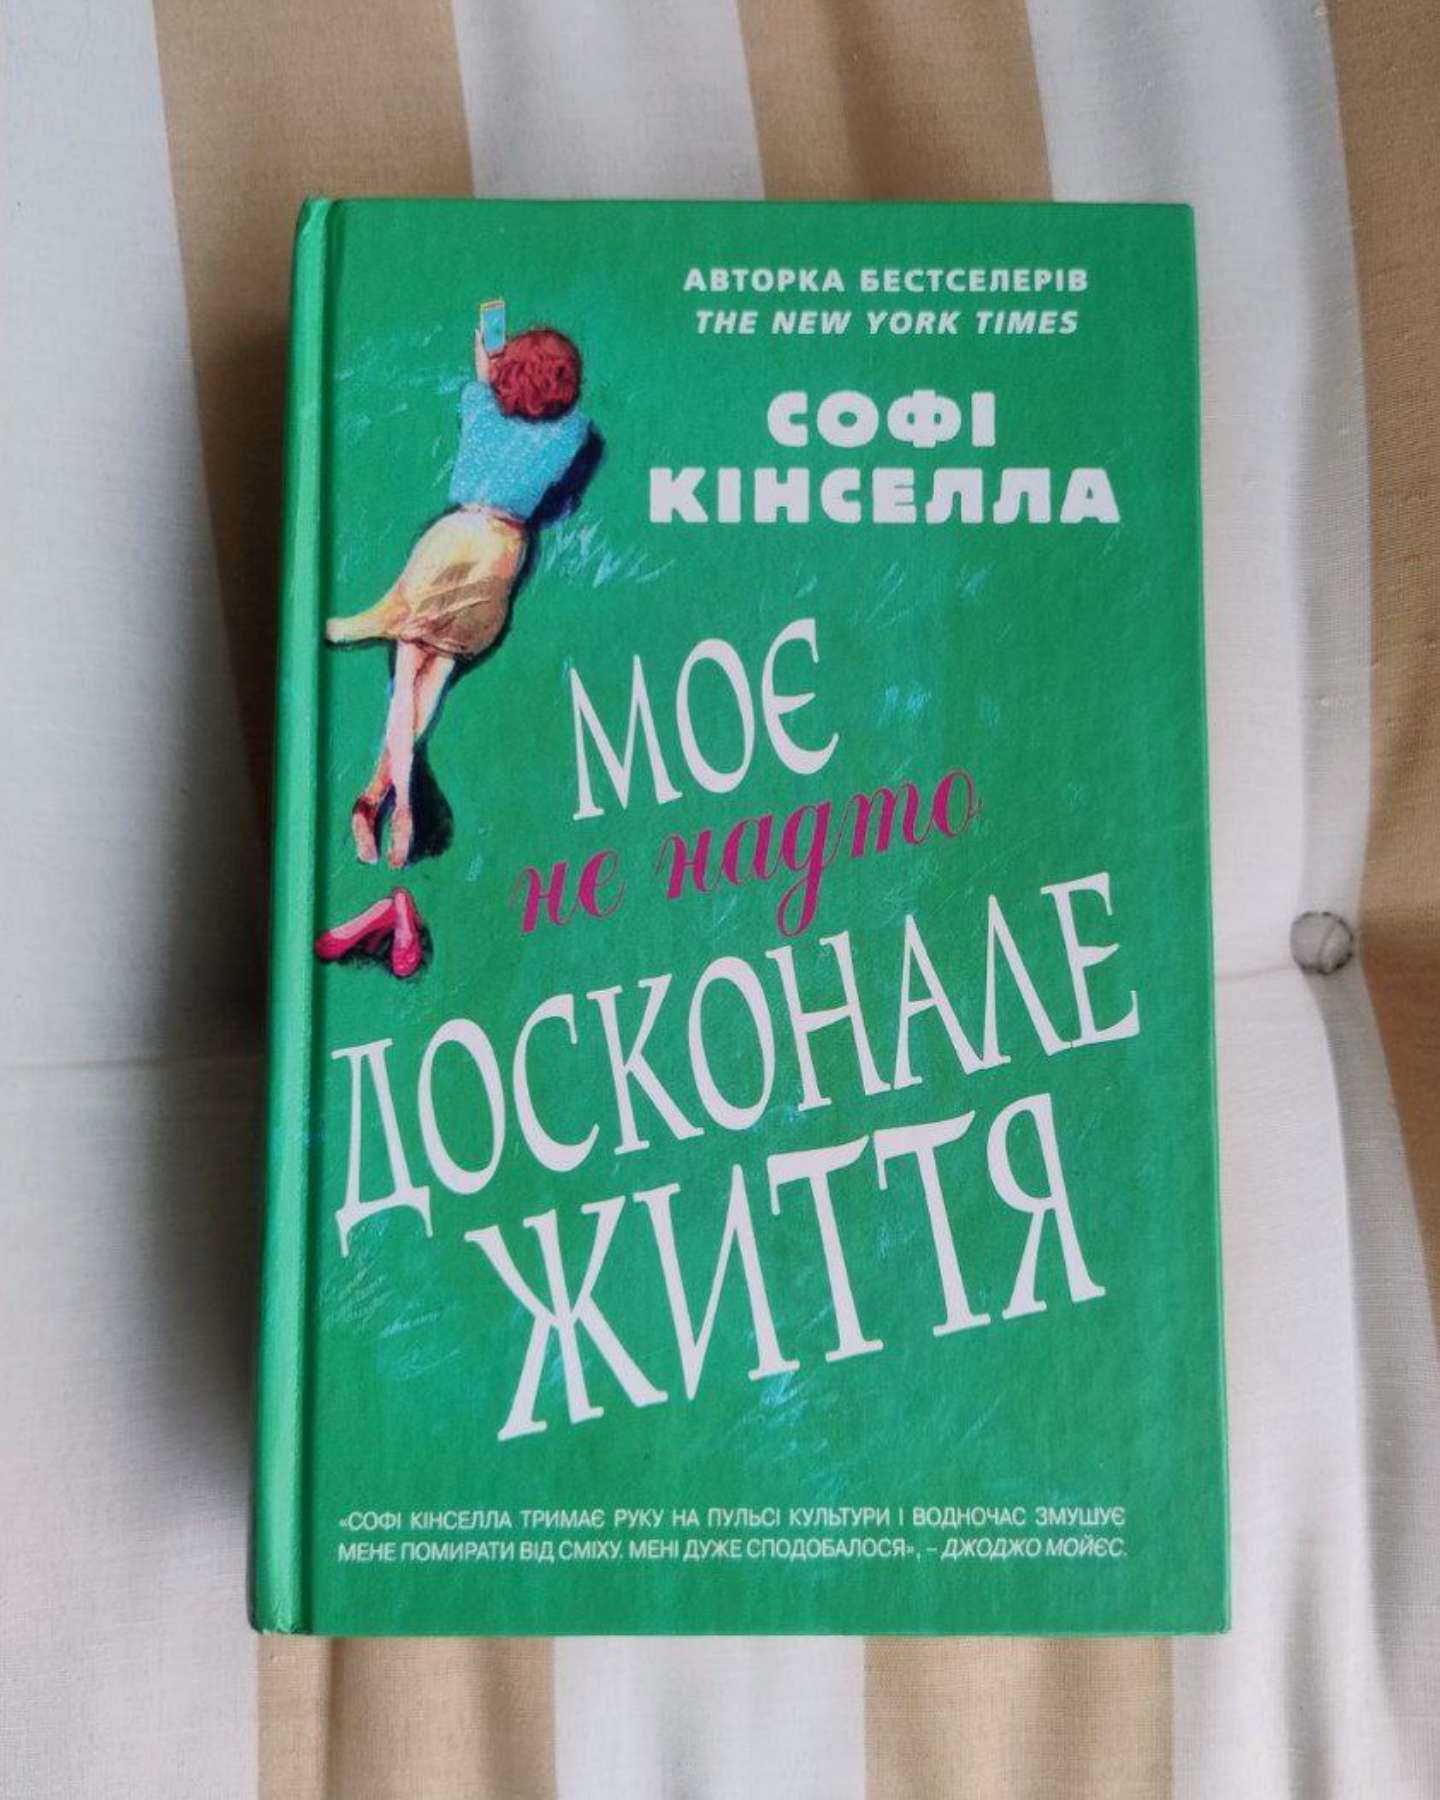 АВТОРКА БЕСТСЕЛЕРІВ
THE NEW YORK TIMES
СОФІ
КІНСЕЛЛА
МОЄ
не надто
ДОСКОНАЛЕ
ЖИТТЯ
«СОФІ КІНСЕЛЛА ТРИМАЄ РУКУ НА ПУЛЬСІ КУЛЬТУРИ І ВОДНОЧАС ЗМУШУЄ
МЕНЕ ПОМИРАТИ ВІД СМІХУ. МЕНІ ДУЖЕ СПОДОБАЛОСЯ», – ДЖОДЖО МОЙЄС.